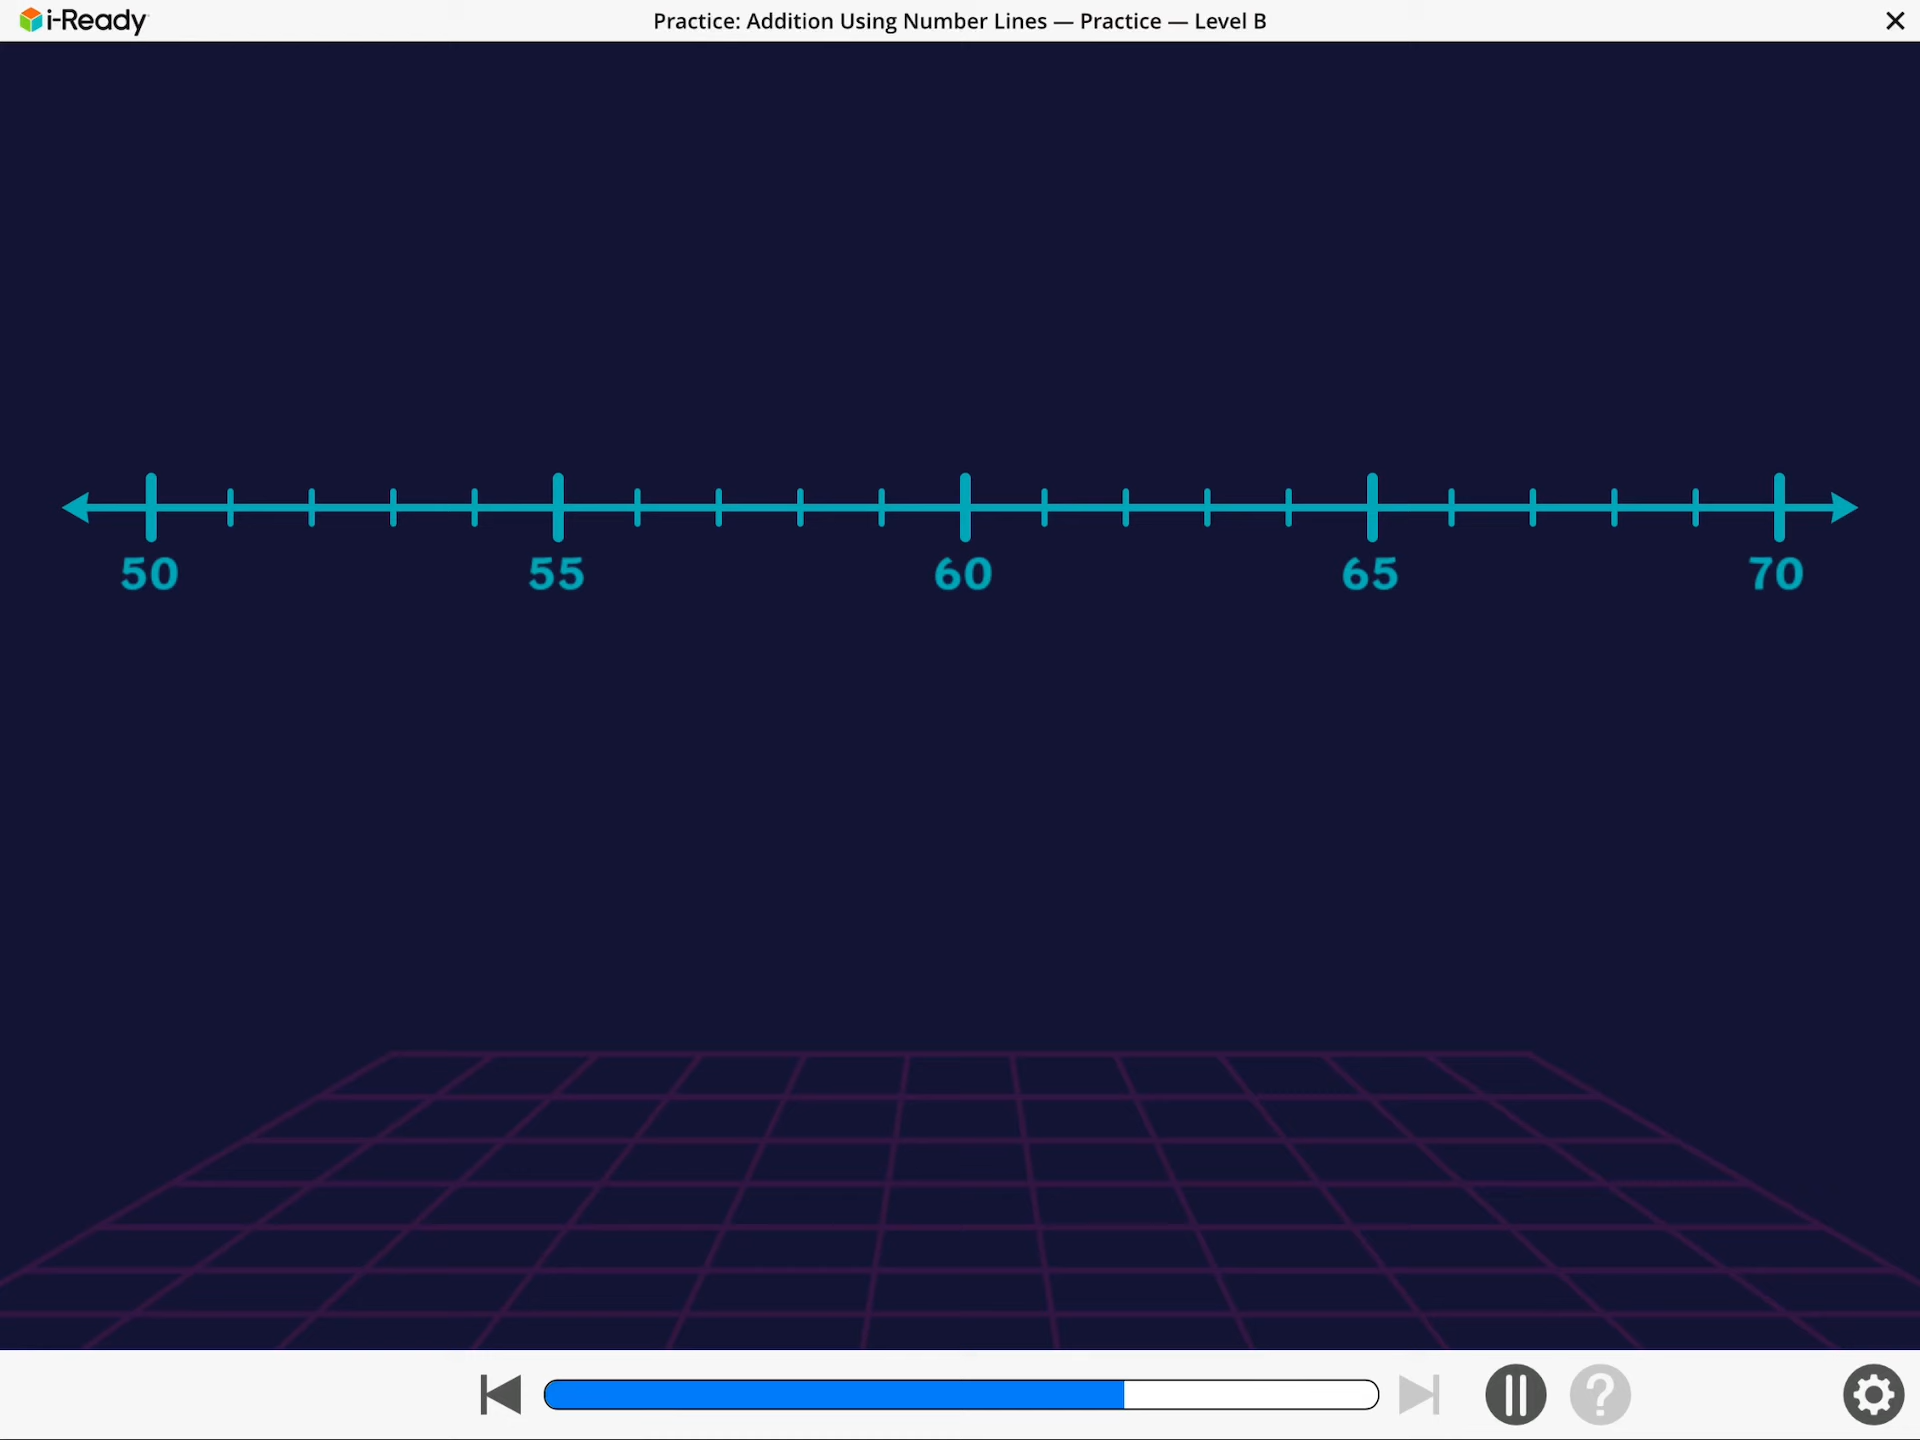 i-Ready
Practice: Addition Using Number Lines — Practice — Level B
50 55 60 65 70